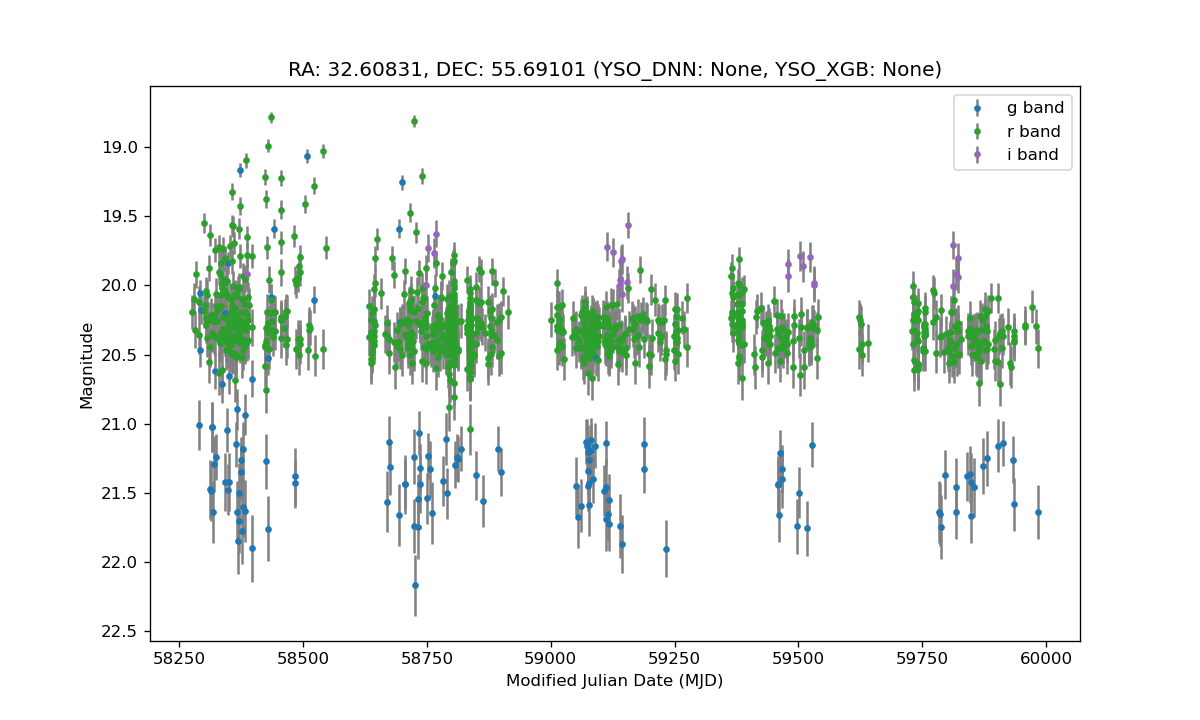 RA: 32.60831, DEC: 55.69101 (YSO_DNN: None, YSO_XGB: None)
g band
r band
i band
19.0
19.5
20.0
20.5
21.0
21.5
22.0
22.5
Magnitude
58250 58500 58750 59000 59250 59500 59750 60000
Modified Julian Date (MJD)